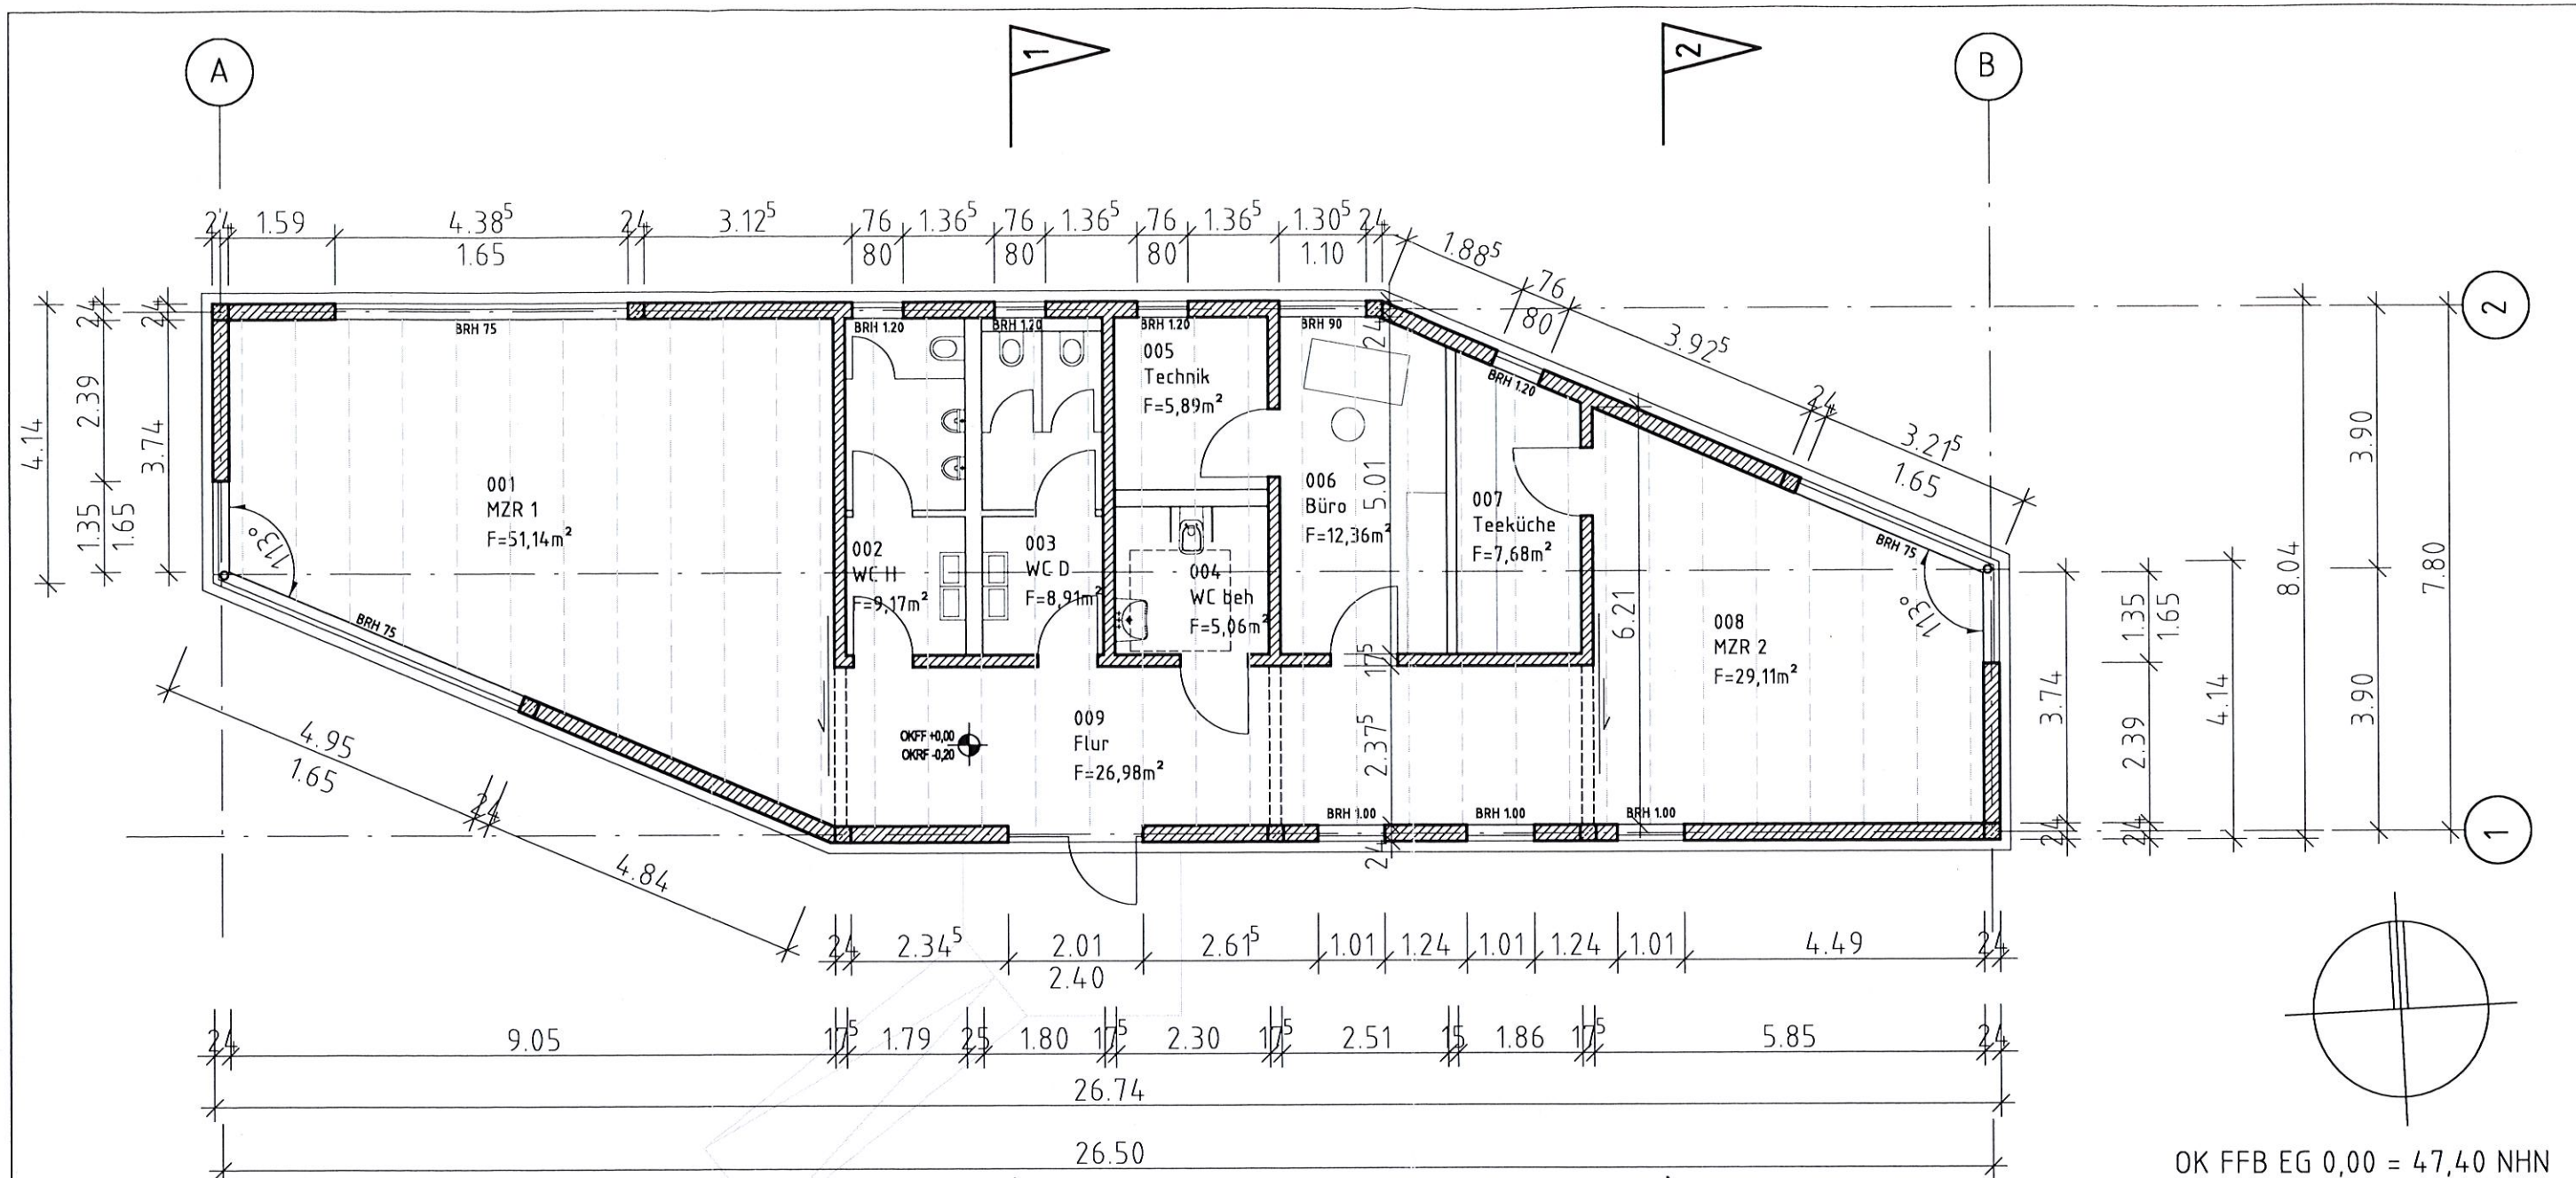 A
1
2
B
24 1.59 4.38⁵ 24 3.12⁵ 76 1.36⁵ 76 1.36⁵ 76 1.36⁵ 1.30⁵ 24
1.65 80 80 80 1.10
1.88⁵
76
80
3.92⁵
24
3.21⁵
1.65
2
BRH 75
BRH 1.20
BRH 1.20
BRH 1.20
BRH 90
BRH 1.20
BRH 75
4.14
24
2.39
1.35
1.65
24
3.74
113°
001
MZR 1
F=51,14m²
BRH 75
002
WC H
F=9,17m²
003
WC D
F=8,91m²
004
WC beh
F=5,06m²
005
Technik
F=5,89m²
006
Büro
F=12,36m²
007
Teeküche
F=7,68m²
008
MZR 2
F=29,11m²
009
Flur
F=26,98m²
OKFF +0,00
OKRF -0,20
24
5.01
17⁵
2.37⁵
24
6.21
113°
BRH 1.00
BRH 1.00
BRH 1.00
3.74
24
1.35
1.65
2.39
24
4.14
8.04
3.90
3.90
7.80
1
4.95
1.65
24
4.84
24 2.34⁵ 2.01 2.61⁵ 1.01 1.24 1.01 1.24 1.01 4.49 24
2.40
24 9.05 17⁵ 1.79 25 1.80 17⁵ 2.30 17⁵ 2.51 15 1.86 17⁵ 5.85 24
26.74
26.50
OK FFB EG 0,00 = 47,40 NHN